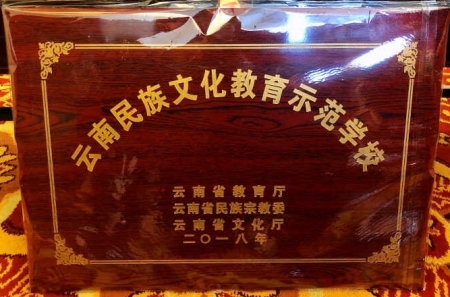 云南民族文化教育示范学校
云南省教育厅
云南省民族宗教委
云南省文化厅
二〇一八年